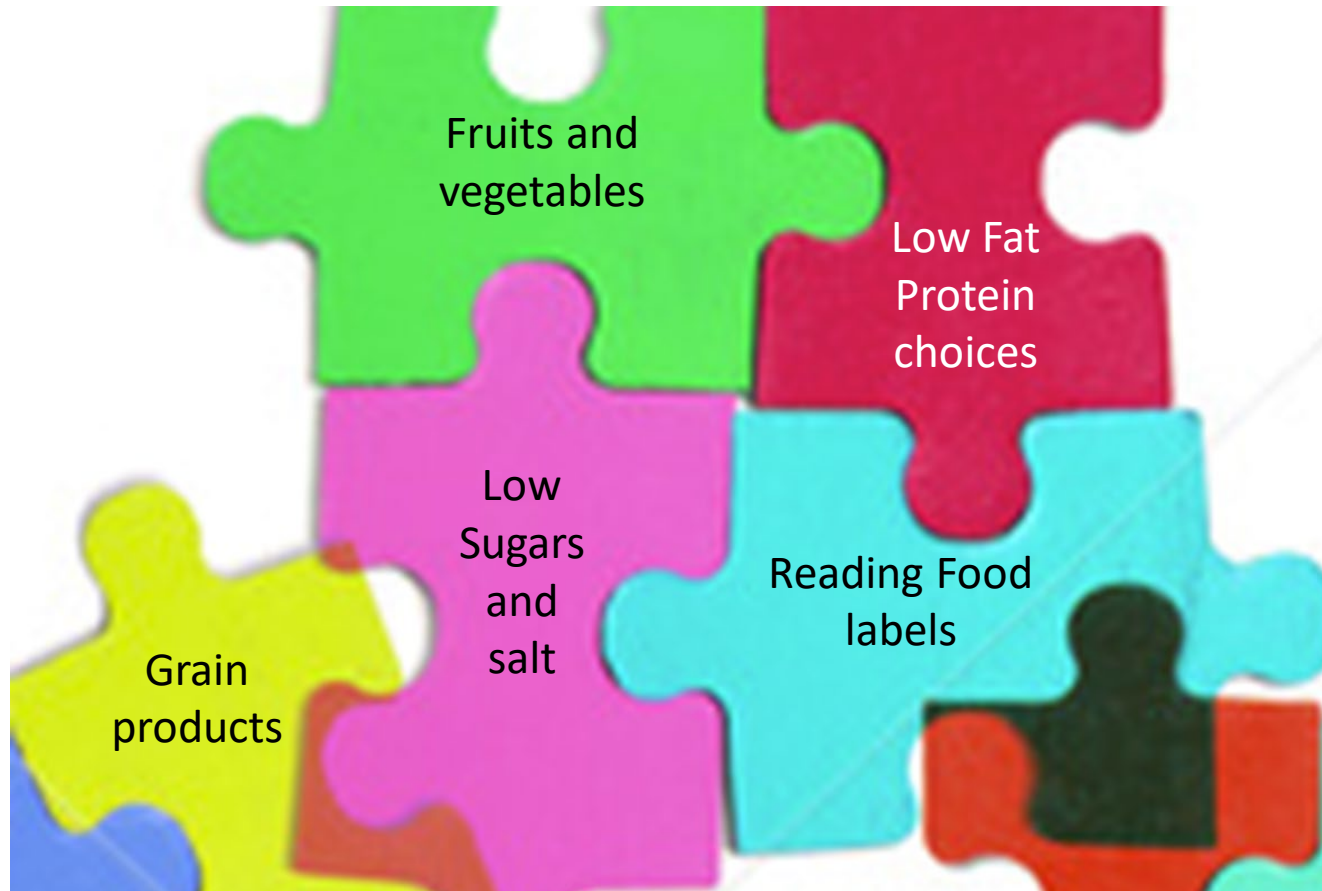 Fruits and
vegetables
Low Fat
Protein
choices
Low
Sugars
and
salt
Reading Food
labels
Grain
products